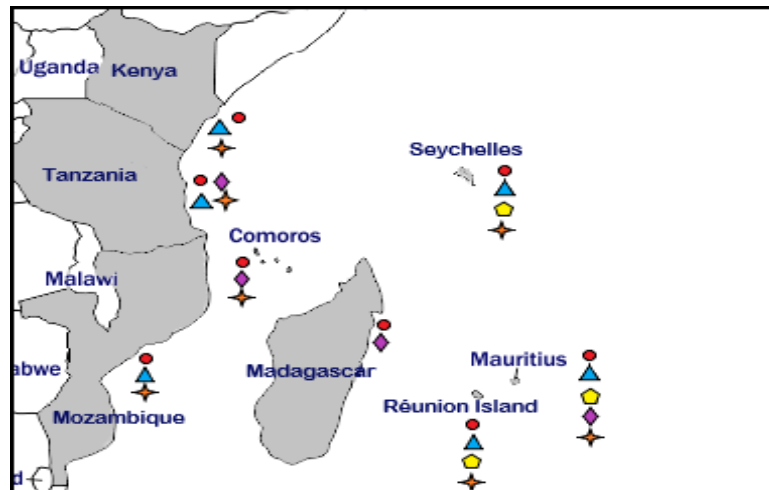 Uganda
Kenya
Tanzania
Seychelles
Comoros
Malawi
abwe
Madagascar
Mauritius
Réunion Island
Mozambique
d